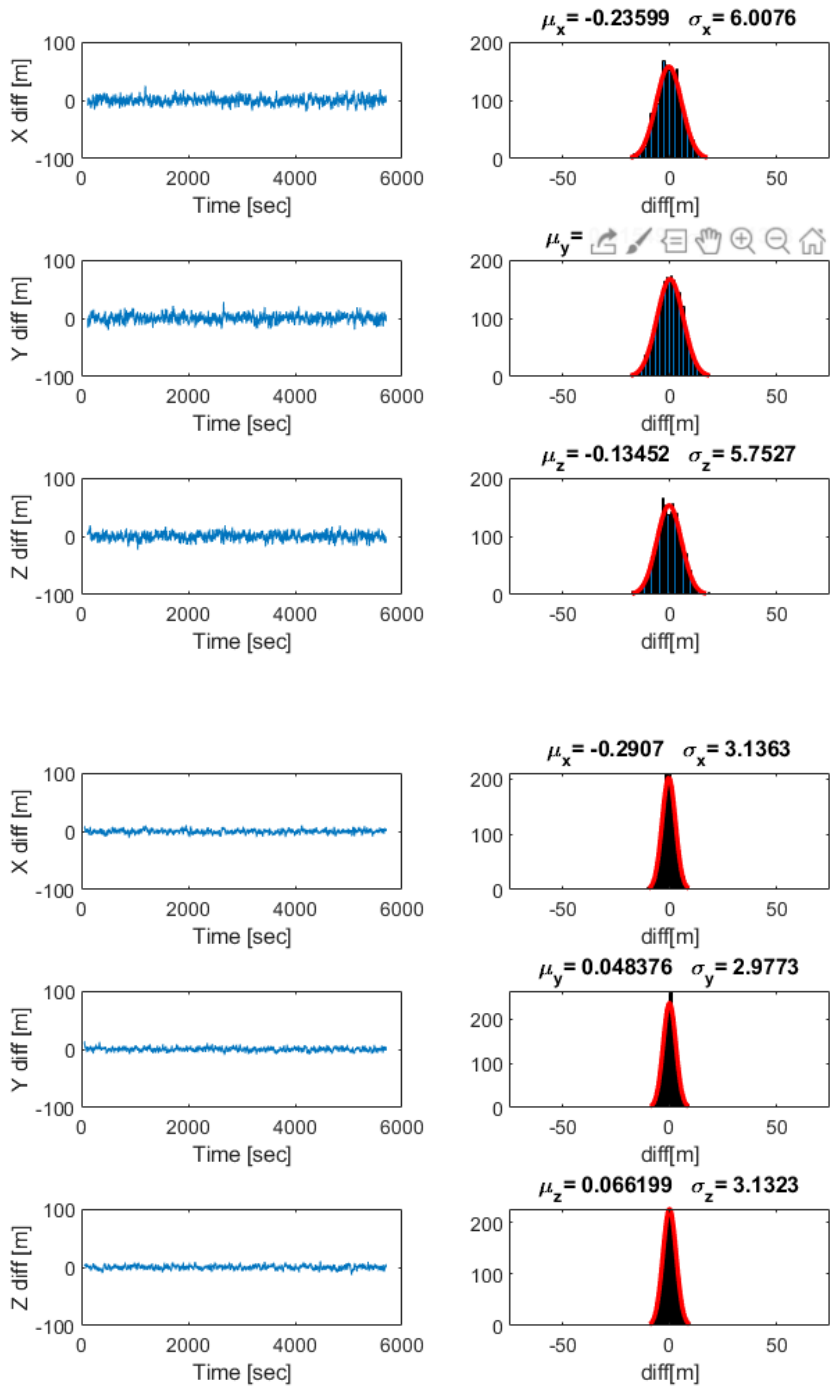 μx= -0.23599 σx= 6.0076
100
0
-100
X diff [m]
0 2000 4000 6000
Time [sec]
200
100
0
-50 0 50
diff[m]
μy=
100
0
-100
Y diff [m]
0 2000 4000 6000
Time [sec]
200
100
0
-50 0 50
diff[m]
μz= -0.13452 σz= 5.7527
100
0
-100
Z diff [m]
0 2000 4000 6000
Time [sec]
200
100
0
-50 0 50
diff[m]
μx= -0.2907 σx= 3.1363
100
0
-100
X diff [m]
0 2000 4000 6000
Time [sec]
200
100
0
-50 0 50
diff[m]
μy= 0.048376 σy= 2.9773
100
0
-100
Y diff [m]
0 2000 4000 6000
Time [sec]
200
100
0
-50 0 50
diff[m]
μz= 0.066199 σz= 3.1323
100
0
-100
Z diff [m]
0 2000 4000 6000
Time [sec]
200
100
0
-50 0 50
diff[m]